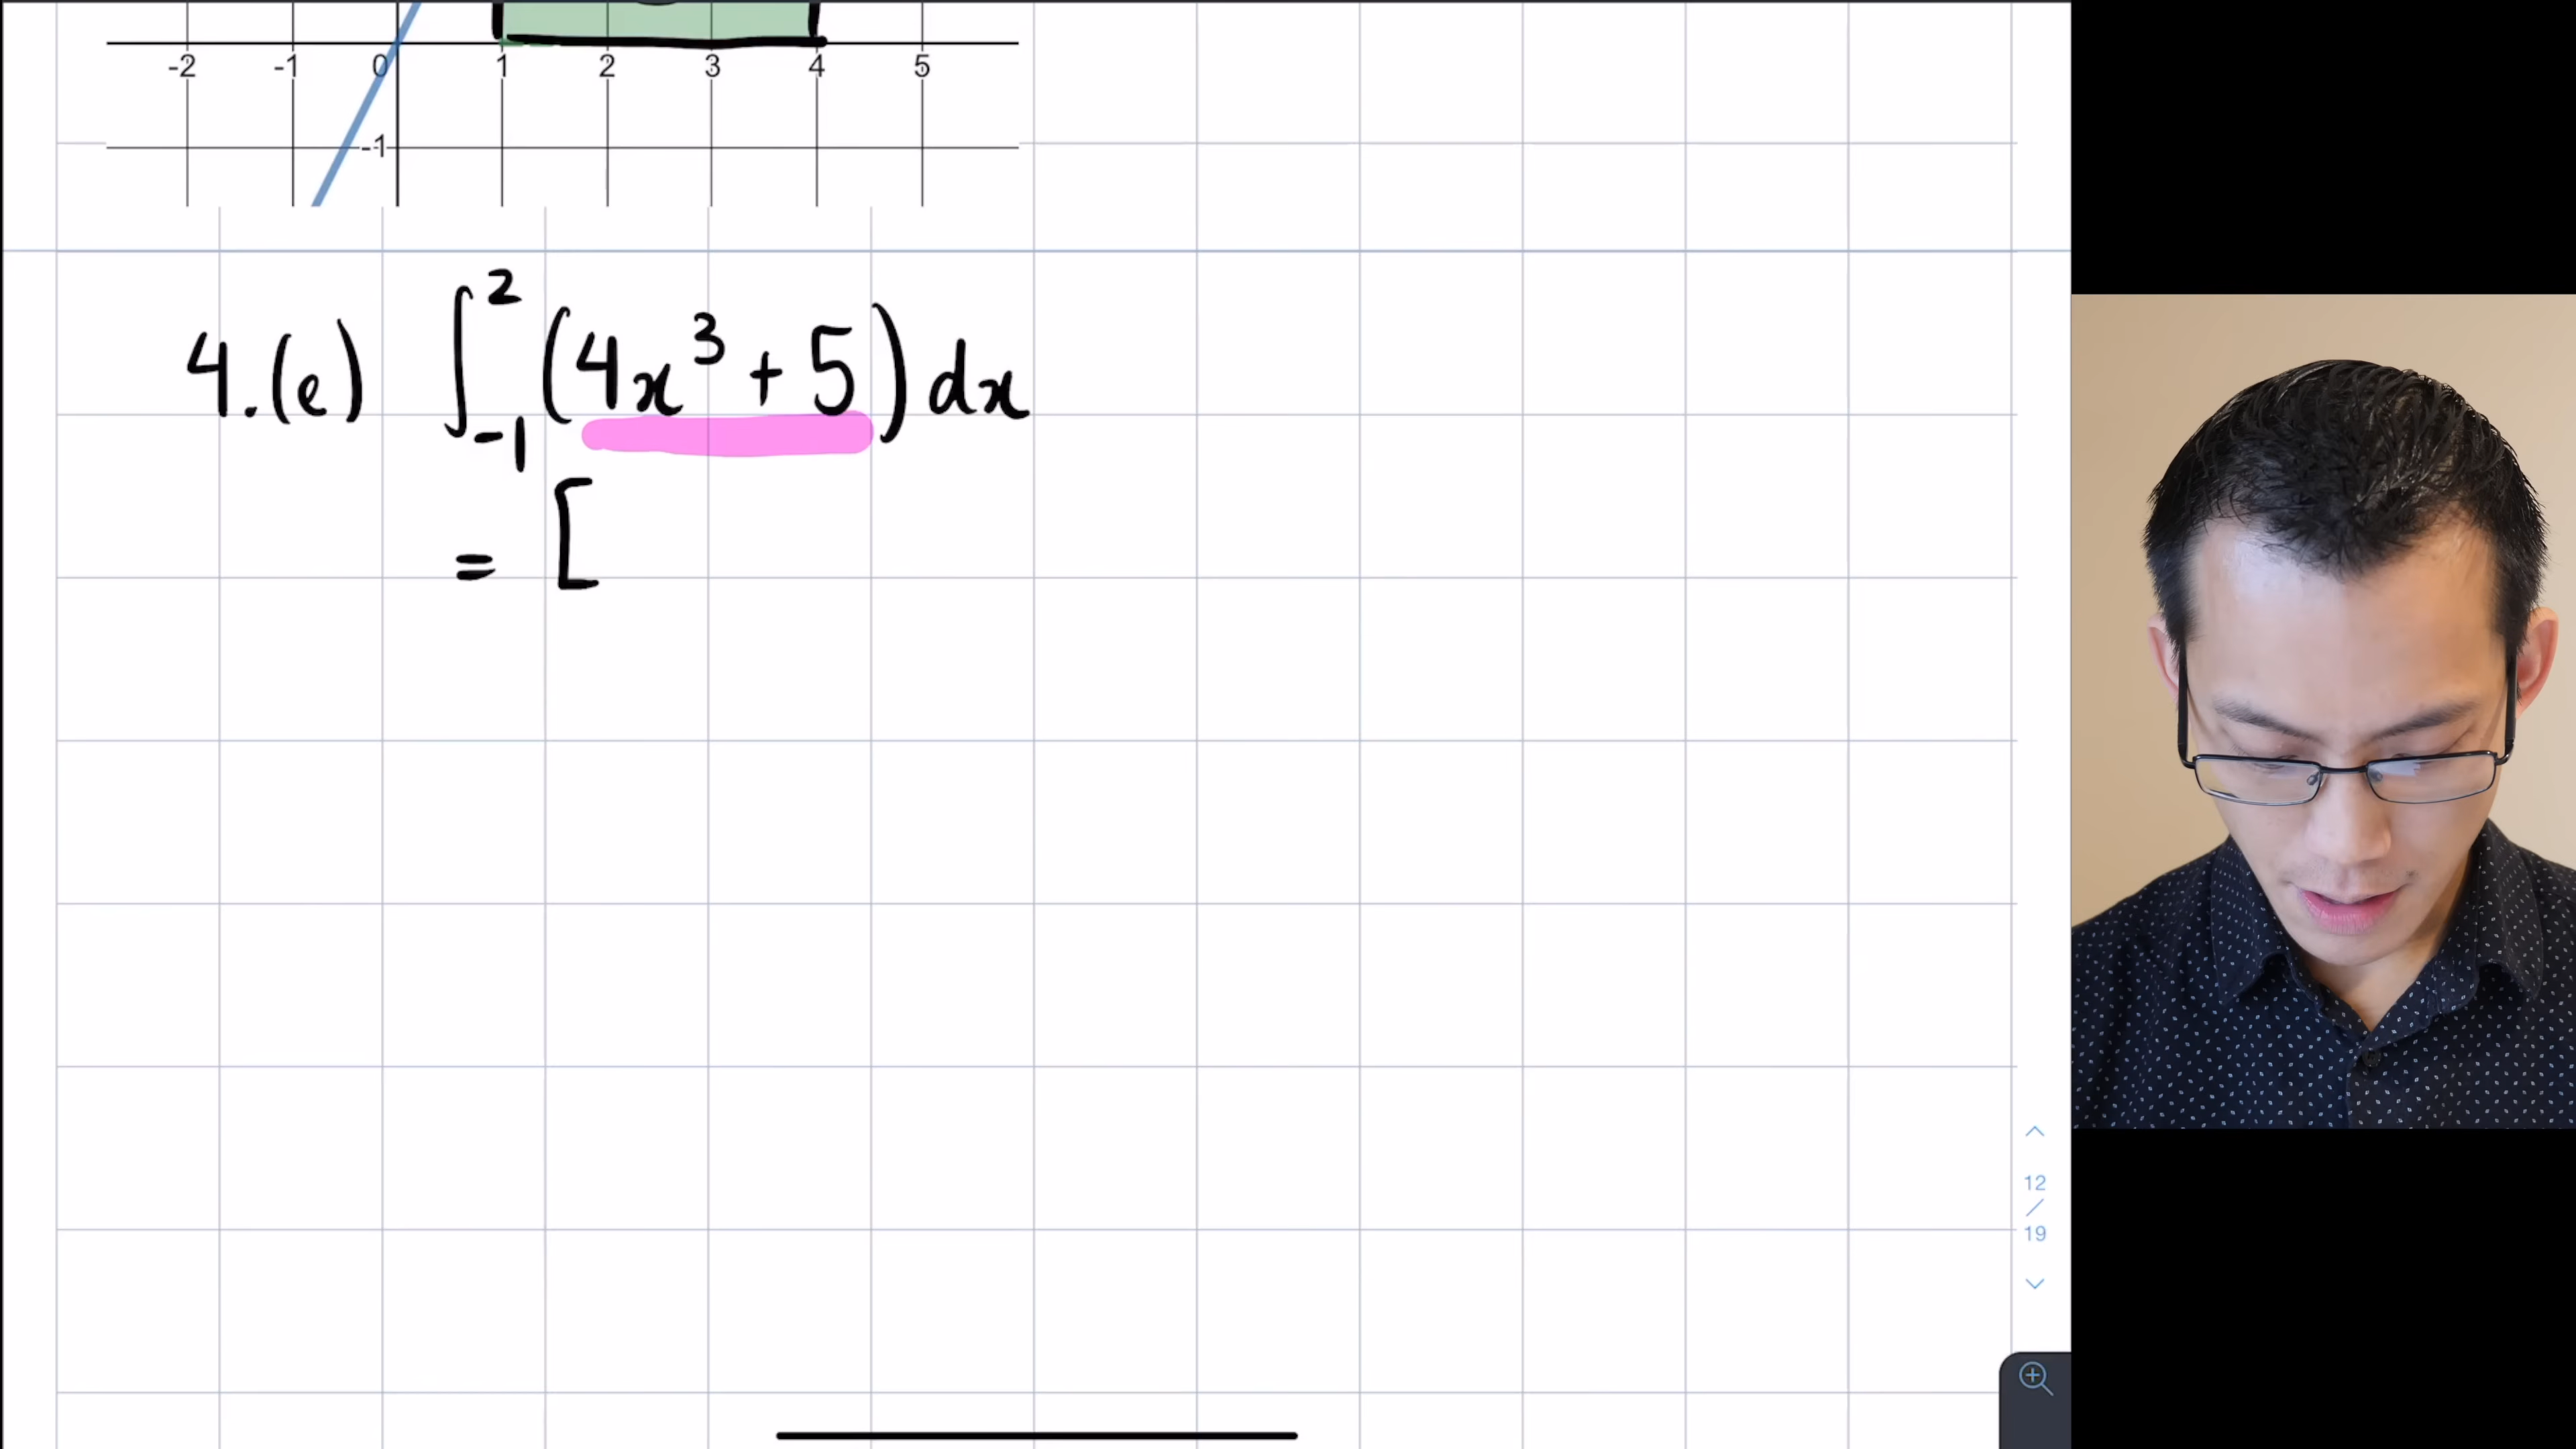 -2 -1 0 1 2 3 4 5
-1
4.(e) ∫₋₁² (4x³ + 5) dx
= [
12
/
19